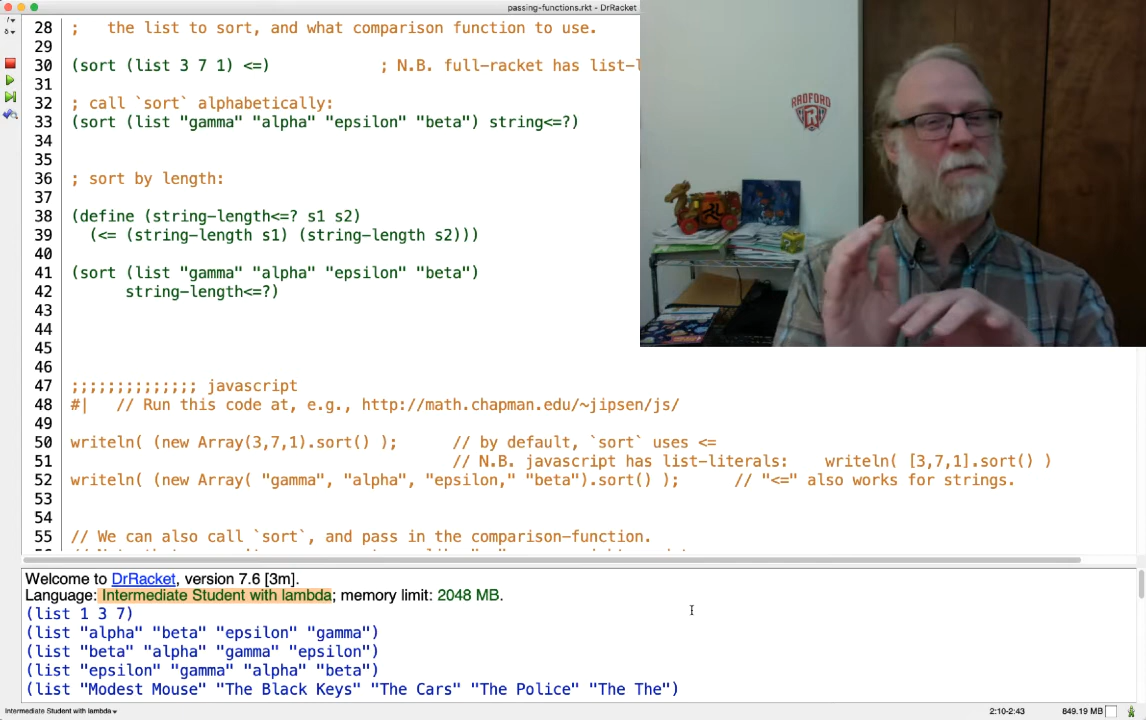 passing-functions.rkt - DrRacket
28 ; the list to sort, and what comparison function to use.
29
30 (sort (list 3 7 1) <=) ; N.B. full-racket has list-l
31
32 ; call `sort` alphabetically:
33 (sort (list "gamma" "alpha" "epsilon" "beta") string<=?)
34
35
36 ; sort by length:
37
38 (define (string-length<=? s1 s2)
39 (<= (string-length s1) (string-length s2)))
40
41 (sort (list "gamma" "alpha" "epsilon" "beta")
42 string-length<=?)
43
44
45
46
47 ;;;;;;;;;;;;;; javascript
48 #| // Run this code at, e.g., http://math.chapman.edu/~jipsen/js/
49
50 writeln( (new Array(3,7,1).sort() ); // by default, `sort` uses <=
51 // N.B. javascript has list-literals: writeln( [3,7,1].sort() )
52 writeln( (new Array( "gamma", "alpha", "epsilon," "beta").sort() ); // "<=" also works for strings.
53
54
55 // We can also call `sort`, and pass in the comparison-function.
RADFORD
Welcome to DrRacket, version 7.6 [3m].
Language: Intermediate Student with lambda; memory limit: 2048 MB.
(list 1 3 7)
(list "alpha" "beta" "epsilon" "gamma")
(list "beta" "alpha" "gamma" "epsilon")
(list "epsilon" "gamma" "alpha" "beta")
(list "Modest Mouse" "The Black Keys" "The Cars" "The Police" "The The")
Intermediate Student with lambda 2:10-2:43 849.19 MB